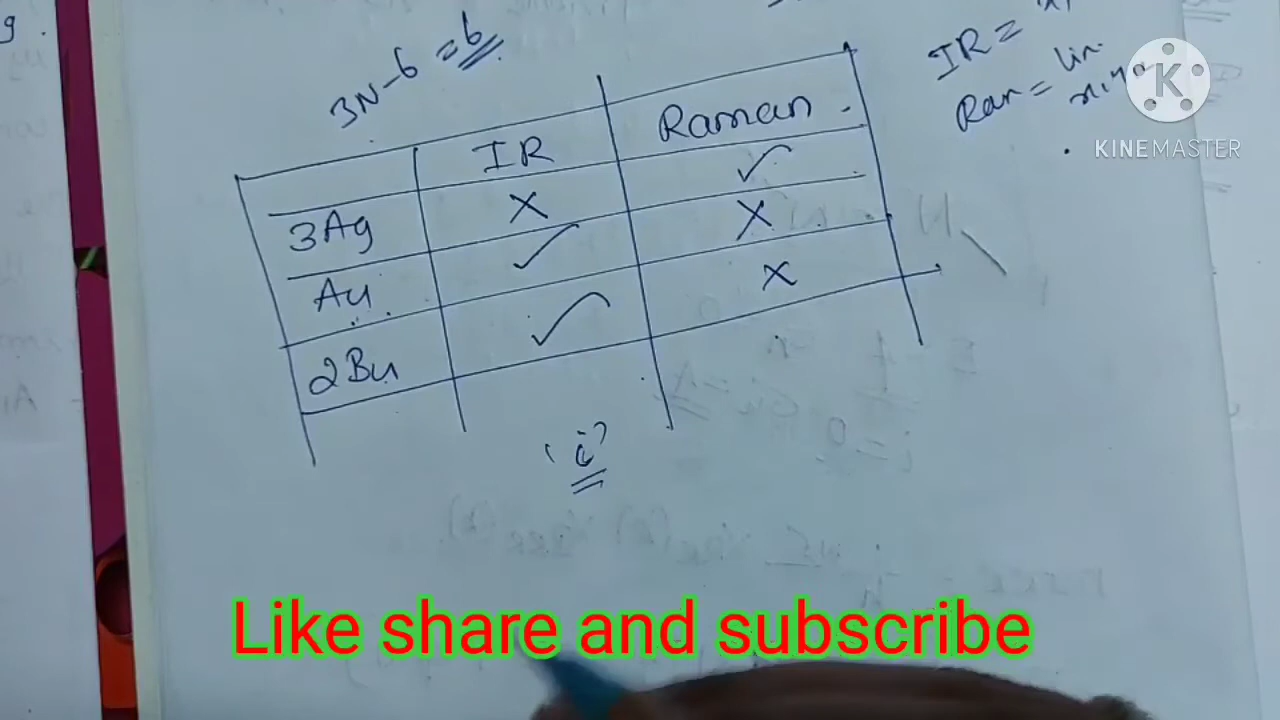 g.
3N-6 = 6
IR =
Ran = lin.
K
KINEMASTER
IR Raman
3Ag X ✓
Au ✓ X
2Bu ✓ X
'i'
Like share and subscribe